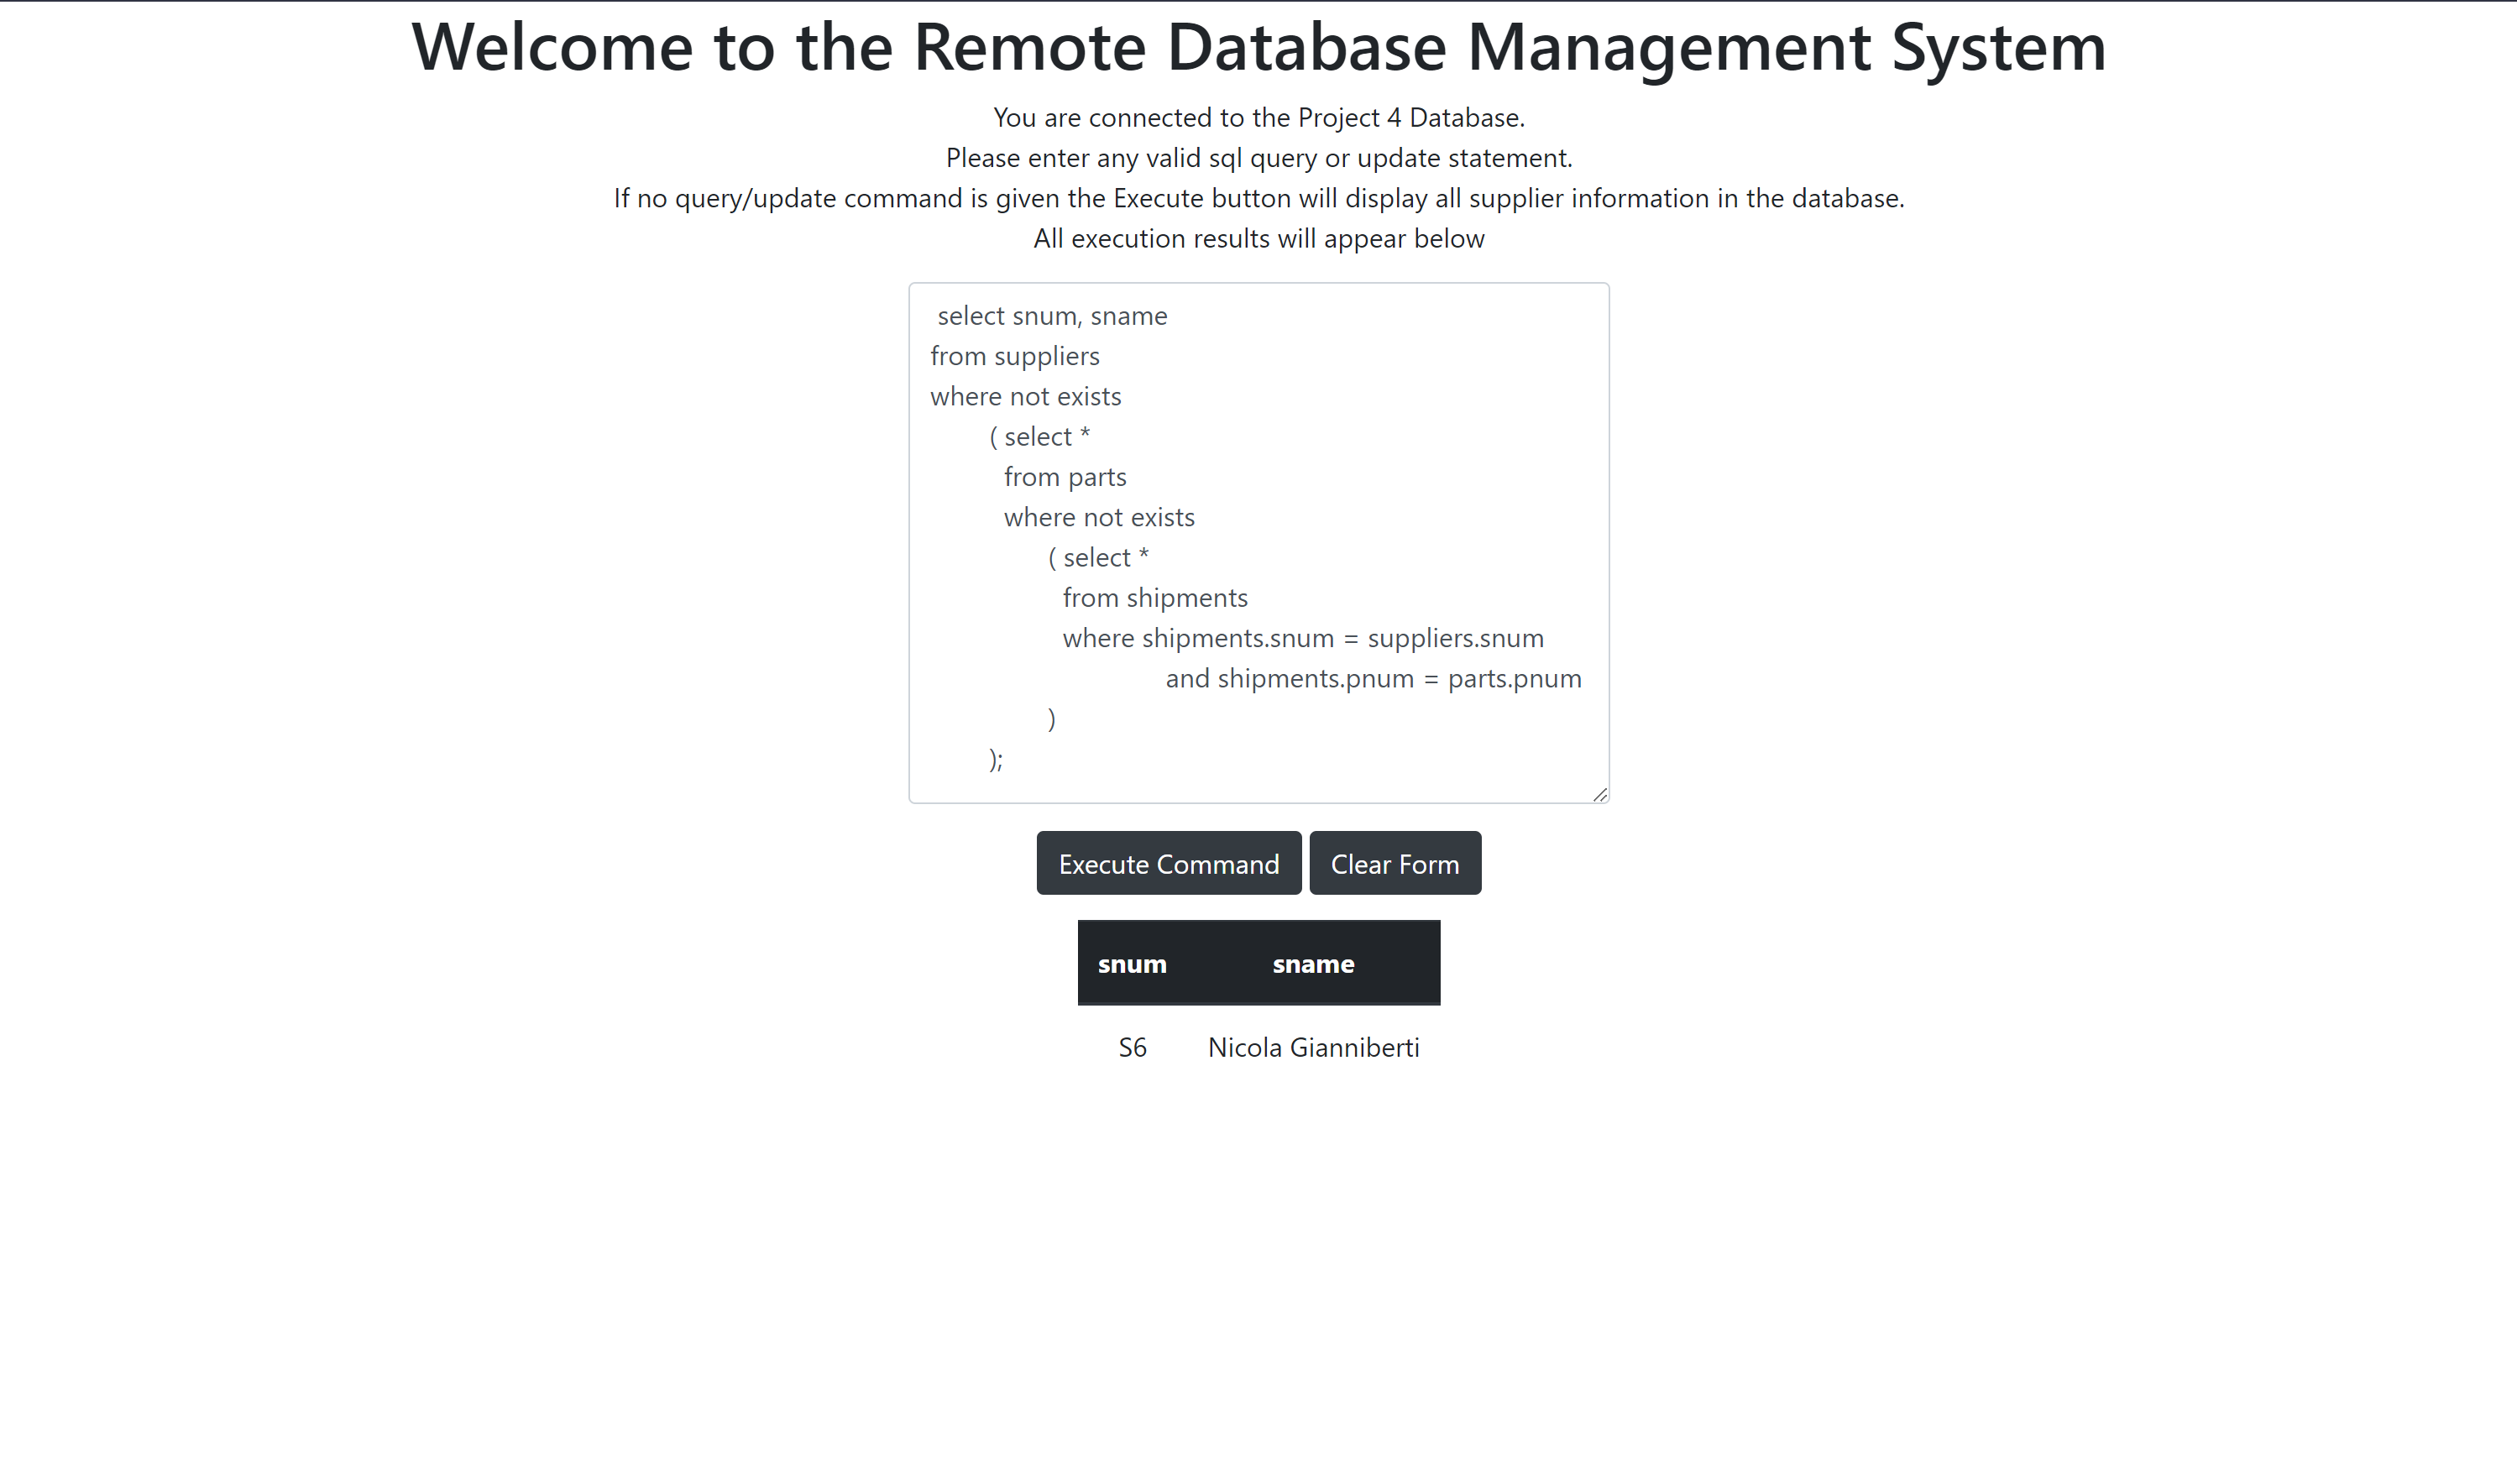 Welcome to the Remote Database Management System
You are connected to the Project 4 Database.
Please enter any valid sql query or update statement.
If no query/update command is given the Execute button will display all supplier information in the database.
All execution results will appear below
select snum, sname
from suppliers
where not exists
( select *
from parts
where not exists
( select *
from shipments
where shipments.snum = suppliers.snum
and shipments.pnum = parts.pnum
)
);
Execute Command Clear Form
snum sname
S6 Nicola Gianniberti